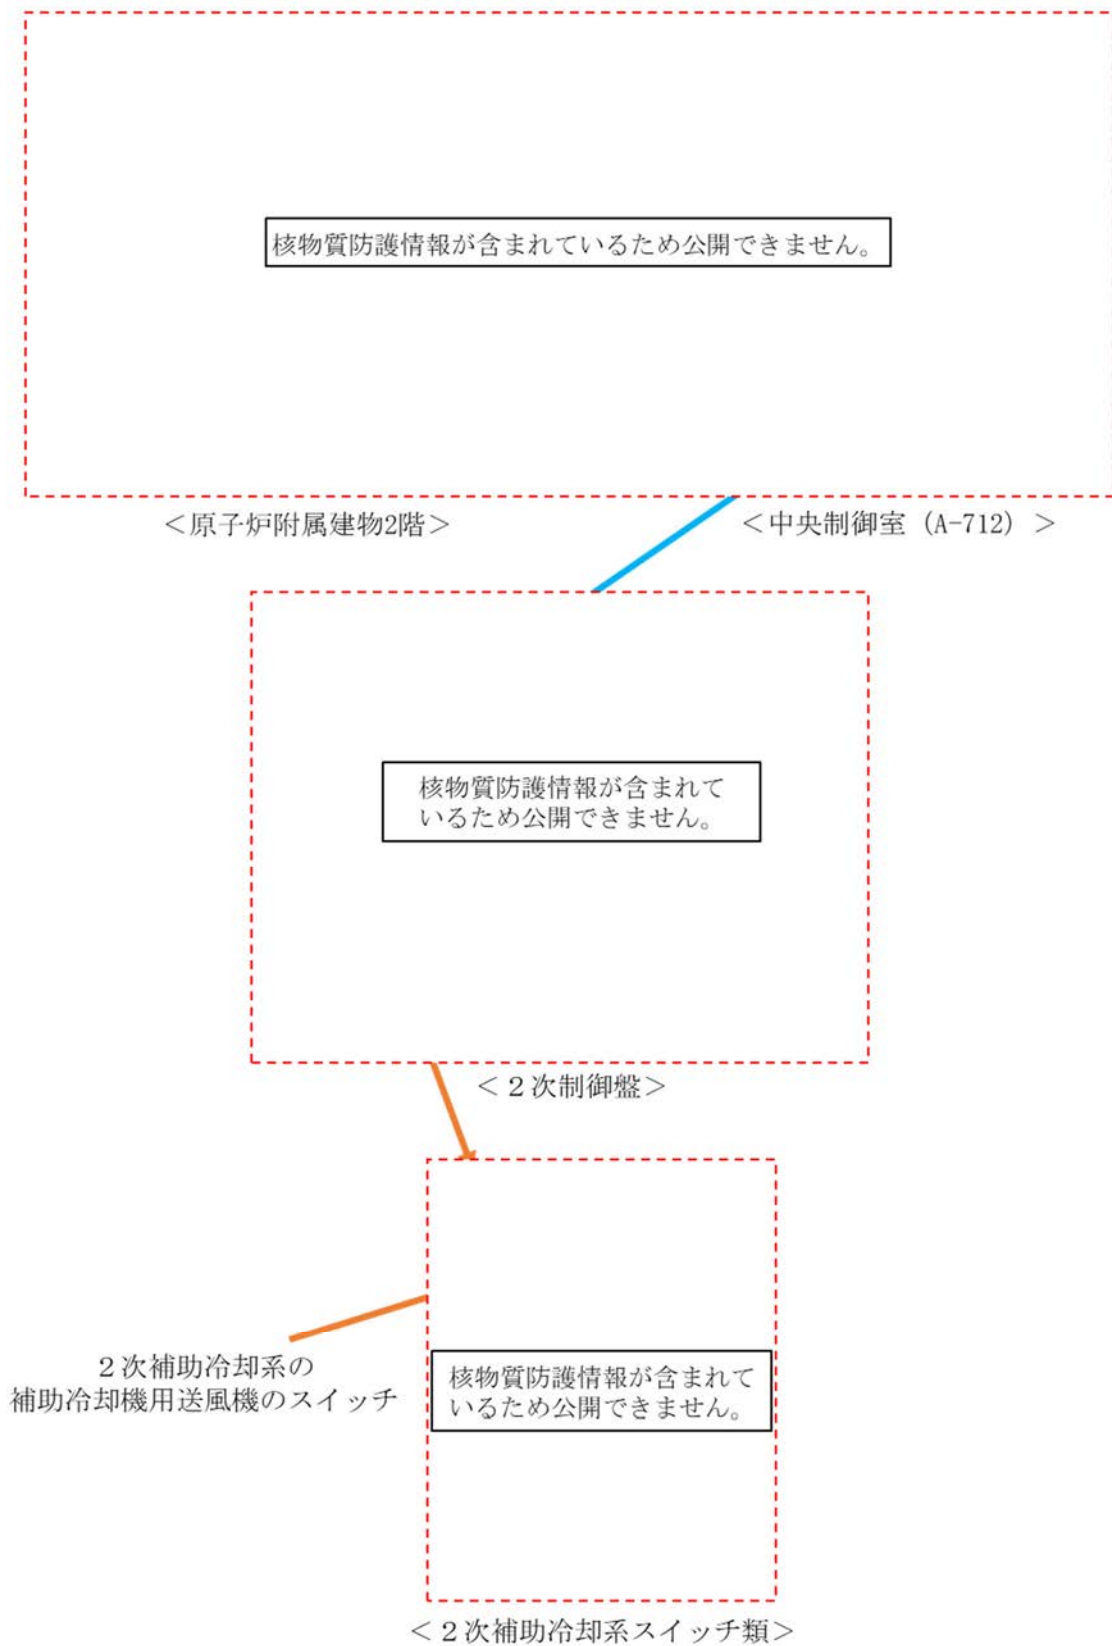 核物質防護情報が含まれているため公開できません。
＜原子炉附属建物2階＞
＜中央制御室（A-712）＞
核物質防護情報が含まれて
いるため公開できません。
＜２次制御盤＞
２次補助冷却系の
補助冷却機用送風機のスイッチ
核物質防護情報が含まれて
いるため公開できません。
＜２次補助冷却系スイッチ類＞